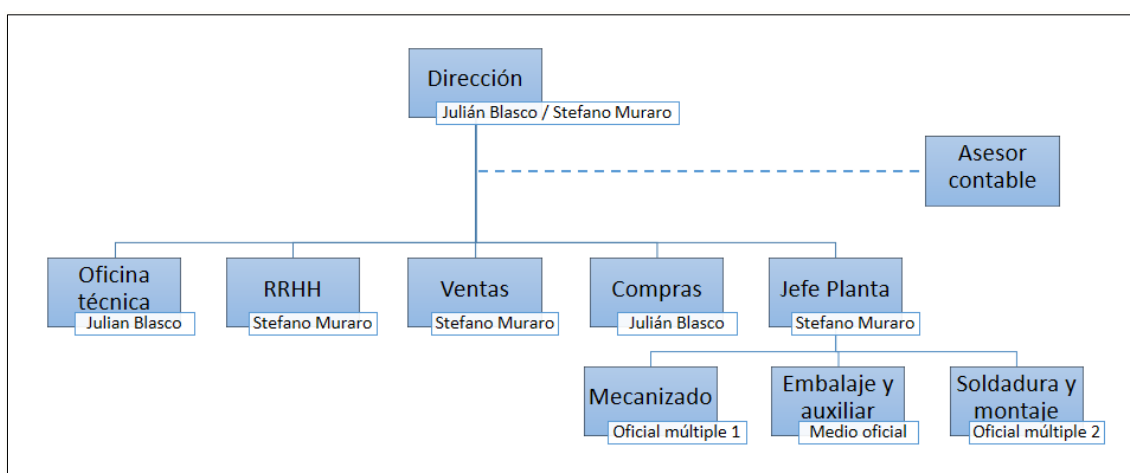 Dirección
Julián Blasco / Stefano Muraro
Asesor
contable
Oficina
técnica
Julian Blasco
RRHH
Stefano Muraro
Ventas
Stefano Muraro
Compras
Julián Blasco
Jefe Planta
Stefano Muraro
Mecanizado
Oficial múltiple 1
Embalaje y
auxiliar
Medio oficial
Soldadura y
montaje
Oficial múltiple 2